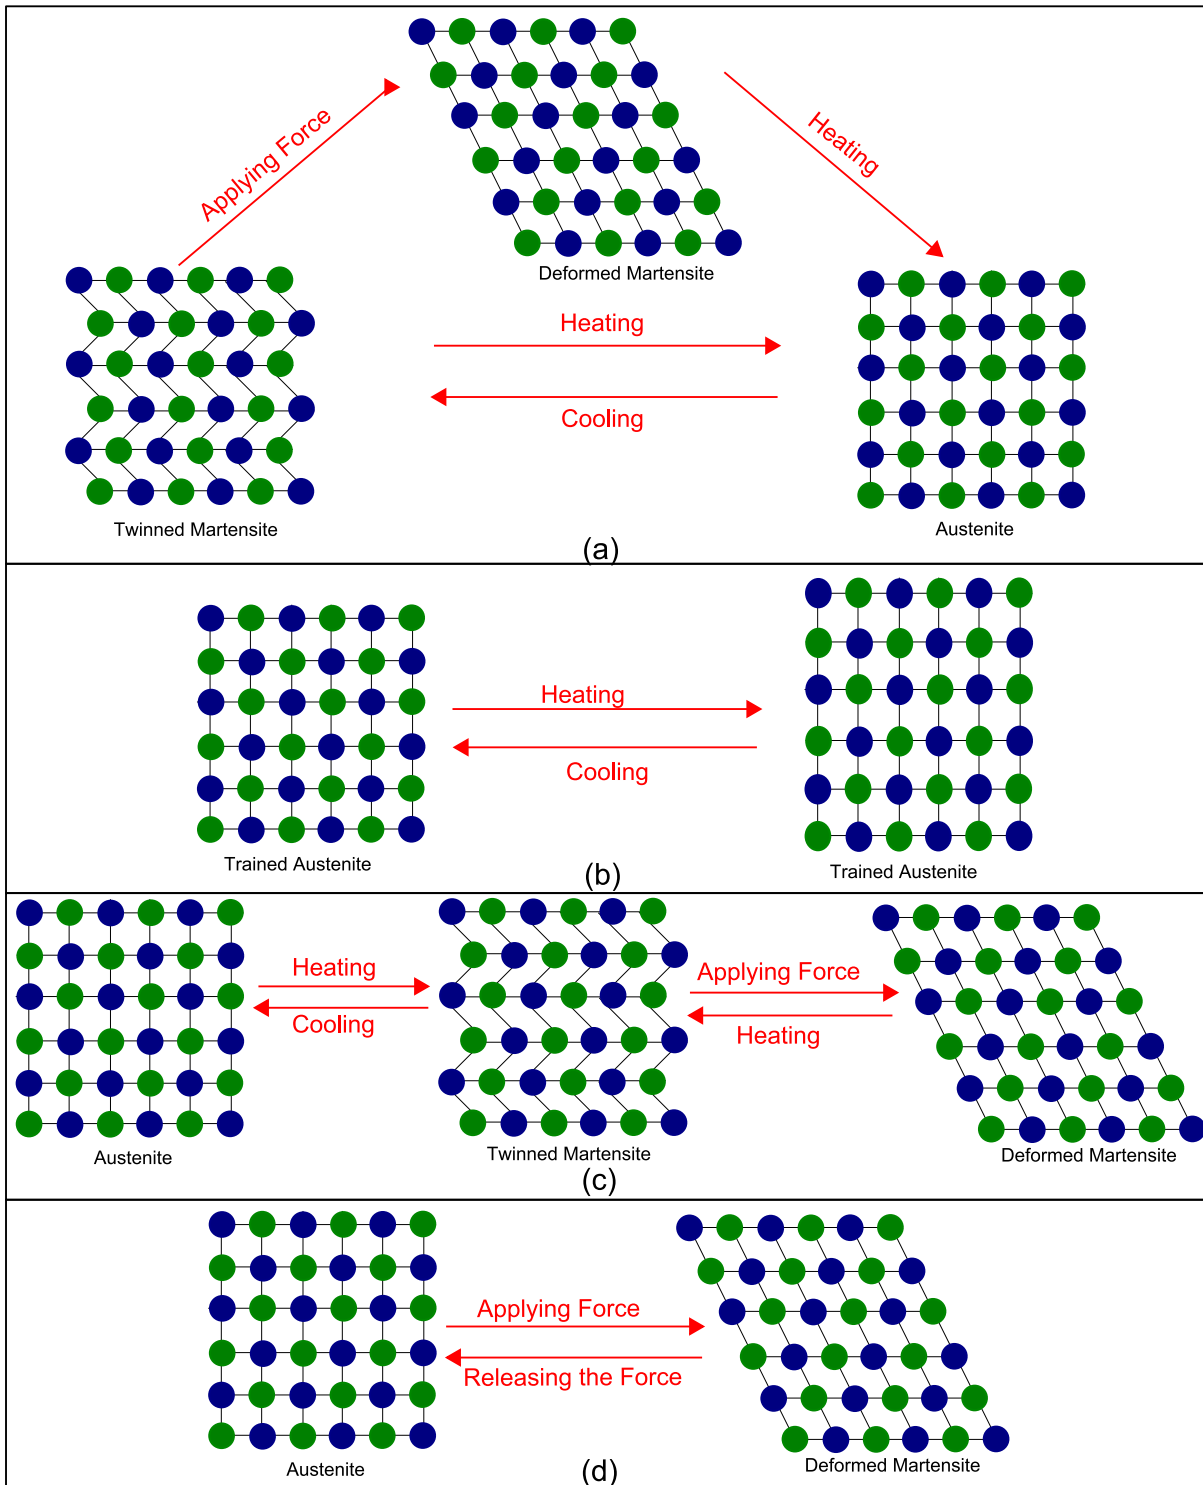 Applying Force
Heating
Deformed Martensite
Heating
Cooling
Twinned Martensite
Austenite
(a)
Heating
Cooling
Trained Austenite
Trained Austenite
(b)
Heating
Cooling
Applying Force
Heating
Austenite
Twinned Martensite
Deformed Martensite
(c)
Applying Force
Releasing the Force
Austenite
Deformed Martensite
(d)